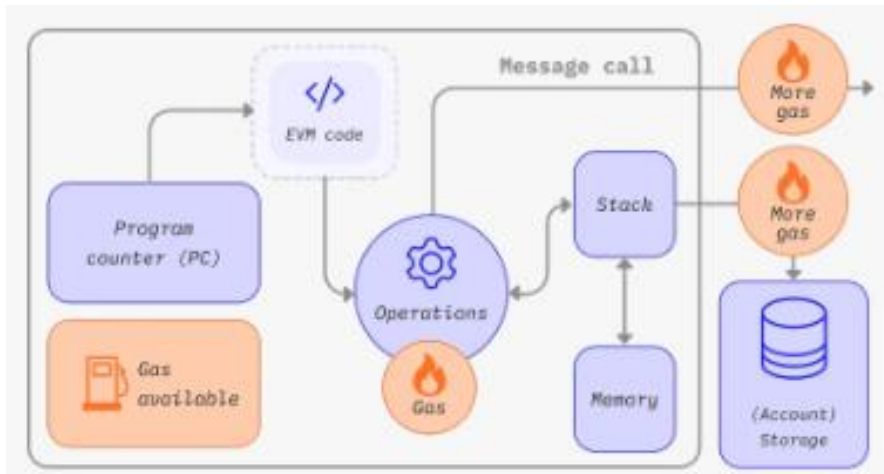 Message call
More
gas
</>
EVM code
Program
counter (PC)
Stack
More
gas
Operations
Gas
available
Gas
Memory
(Account)
Storage